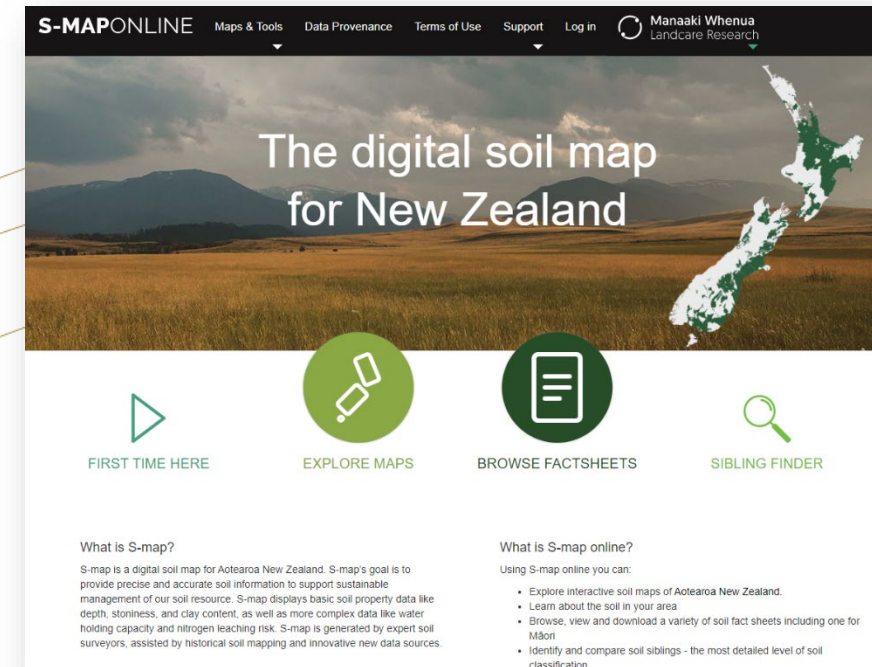 S-MAPONLINE Maps & Tools Data Provenance Terms of Use Support Log in Manaaki Whenua
Landcare Research
The digital soil map
for New Zealand
FIRST TIME HERE
EXPLORE MAPS
BROWSE FACTSHEETS
SIBLING FINDER
What is S-map?
S-map is a digital soil map for Aotearoa New Zealand. S-map's goal is to
provide precise and accurate soil information to support sustainable
management of our soil resource. S-map displays basic soil property data like
depth, stoniness, and clay content, as well as more complex data like water
holding capacity and nitrogen leaching risk. S-map is generated by expert soil
surveyors, assisted by historical soil mapping and innovative new data sources.
What is S-map online?
Using S-map online you can:
• Explore interactive soil maps of Aotearoa New Zealand.
• Learn about the soil in your area
• Browse, view and download a variety of soil fact sheets including one for
Māori
• Identify and compare soil siblings - the most detailed level of soil
classification